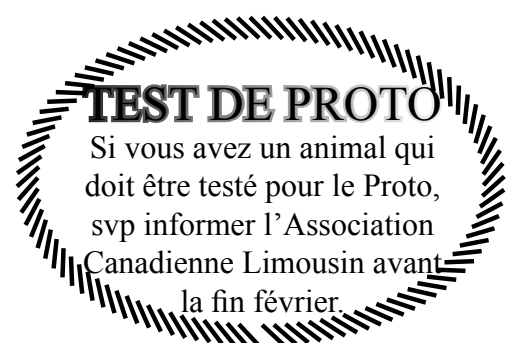 TEST DE PROTO
Si vous avez un animal qui
doit être testé pour le Proto,
svp informer l’Association
Canadienne Limousin avant
la fin février.